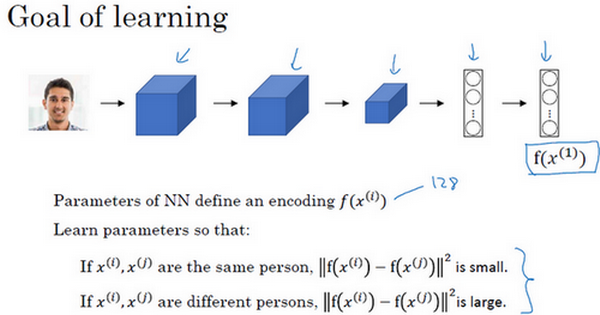 Goal of learning
f(x⁽¹⁾)
Parameters of NN define an encoding f(x⁽ⁱ⁾) 128
Learn parameters so that:
If x⁽ⁱ⁾, x⁽ʲ⁾ are the same person, ‖f(x⁽ⁱ⁾) − f(x⁽ʲ⁾)‖² is small.
If x⁽ⁱ⁾, x⁽ʲ⁾ are different persons, ‖f(x⁽ⁱ⁾) − f(x⁽ʲ⁾)‖² is large.